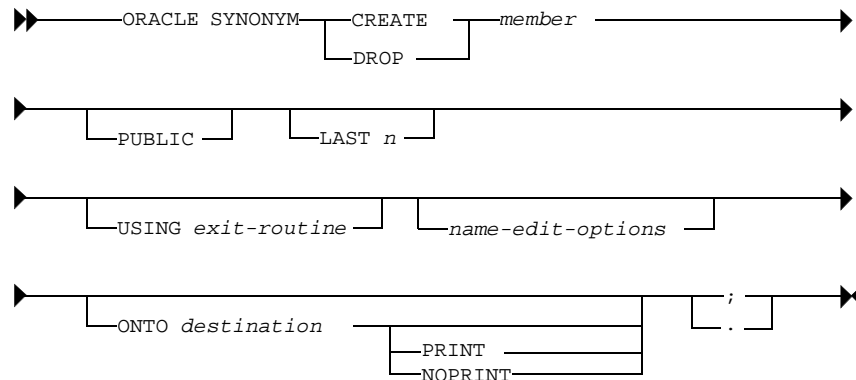 ORACLE SYNONYM CREATE member
DROP
PUBLIC LAST n
USING exit-routine name-edit-options
;
ONTO destination .
PRINT
NOPRINT